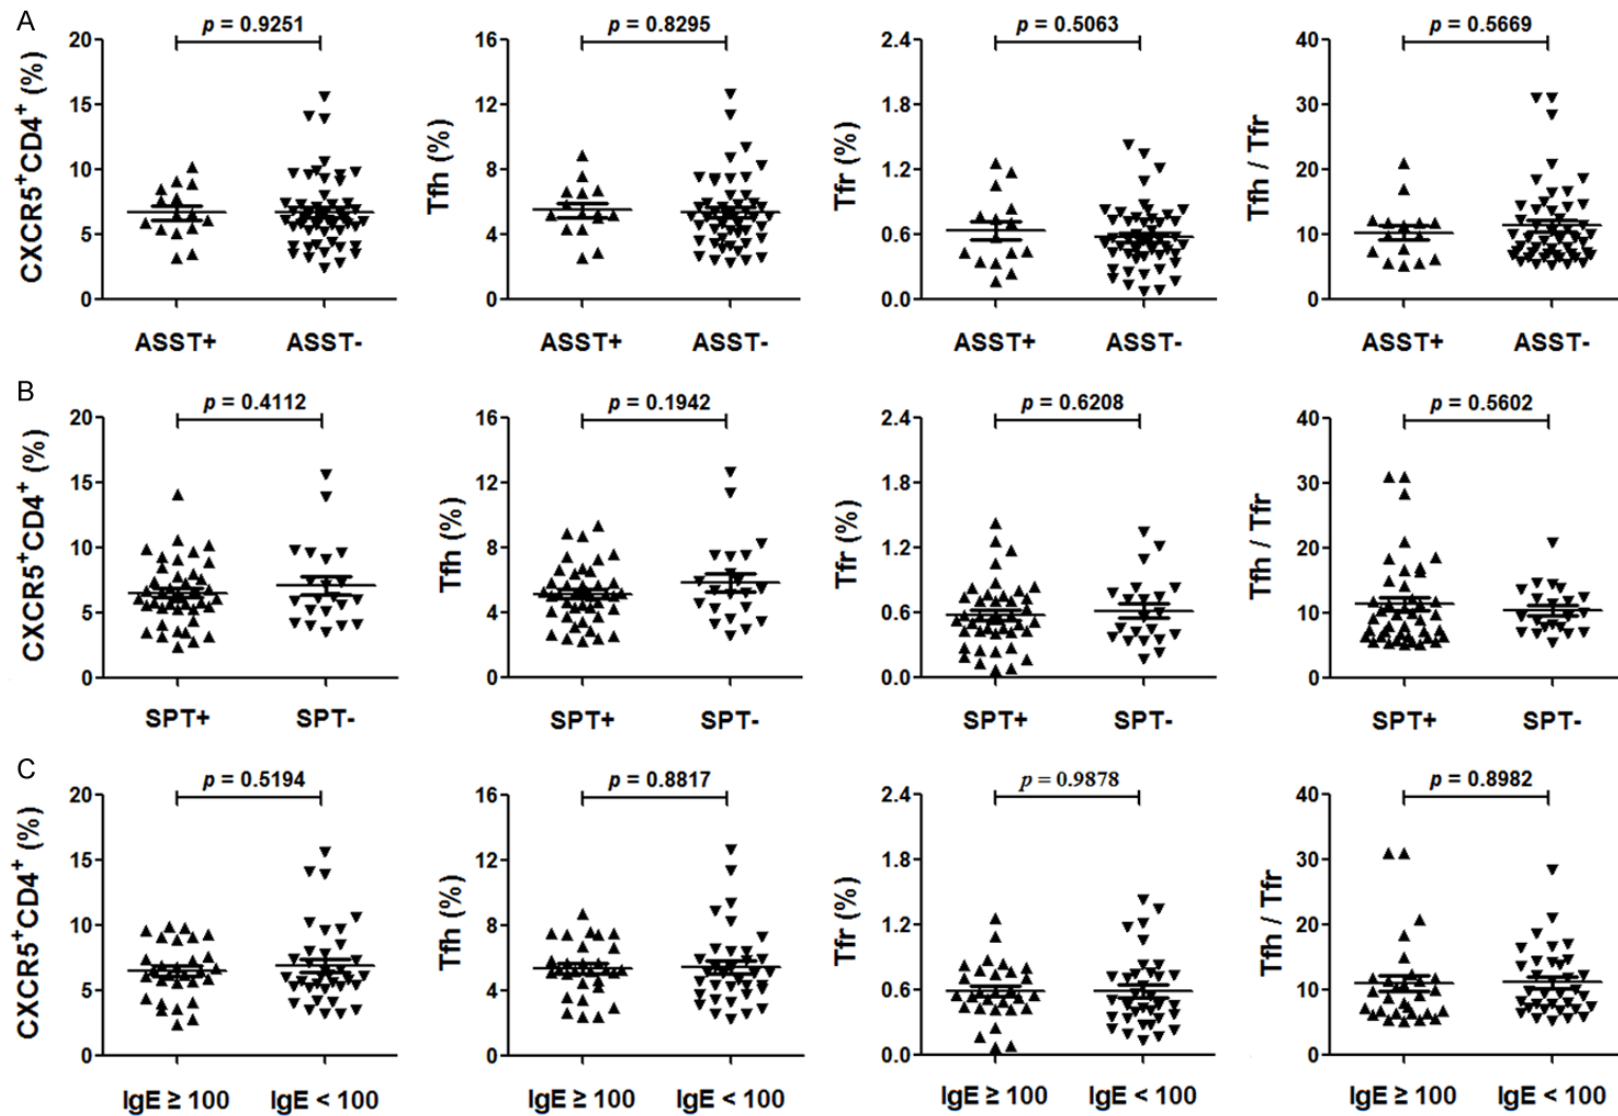 A
p = 0.9251
p = 0.8295
p = 0.5063
p = 0.5669
CXCR5+CD4+ (%)
20
15
10
5
0
Tfh (%)
16
12
8
4
0
Tfr (%)
2.4
1.8
1.2
0.6
0.0
Tfh / Tfr
40
30
20
10
0
ASST+ ASST-
ASST+ ASST-
ASST+ ASST-
ASST+ ASST-
B
p = 0.4112
p = 0.1942
p = 0.6208
p = 0.5602
CXCR5+CD4+ (%)
20
15
10
5
0
Tfh (%)
16
12
8
4
0
Tfr (%)
2.4
1.8
1.2
0.6
0.0
Tfh / Tfr
40
30
20
10
0
SPT+ SPT-
SPT+ SPT-
SPT+ SPT-
SPT+ SPT-
C
p = 0.5194
p = 0.8817
p = 0.9878
p = 0.8982
CXCR5+CD4+ (%)
20
15
10
5
0
Tfh (%)
16
12
8
4
0
Tfr (%)
2.4
1.8
1.2
0.6
0.0
Tfh / Tfr
40
30
20
10
0
IgE ≥ 100 IgE < 100
IgE ≥ 100 IgE < 100
IgE ≥ 100 IgE < 100
IgE ≥ 100 IgE < 100